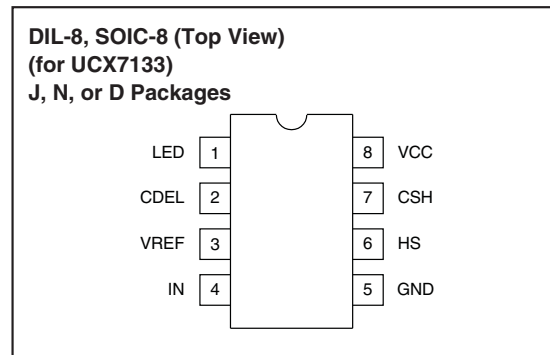 DIL-8, SOIC-8 (Top View)
(for UCX7133)
J, N, or D Packages
LED 1 8 VCC
CDEL 2 7 CSH
VREF 3 6 HS
IN 4 5 GND